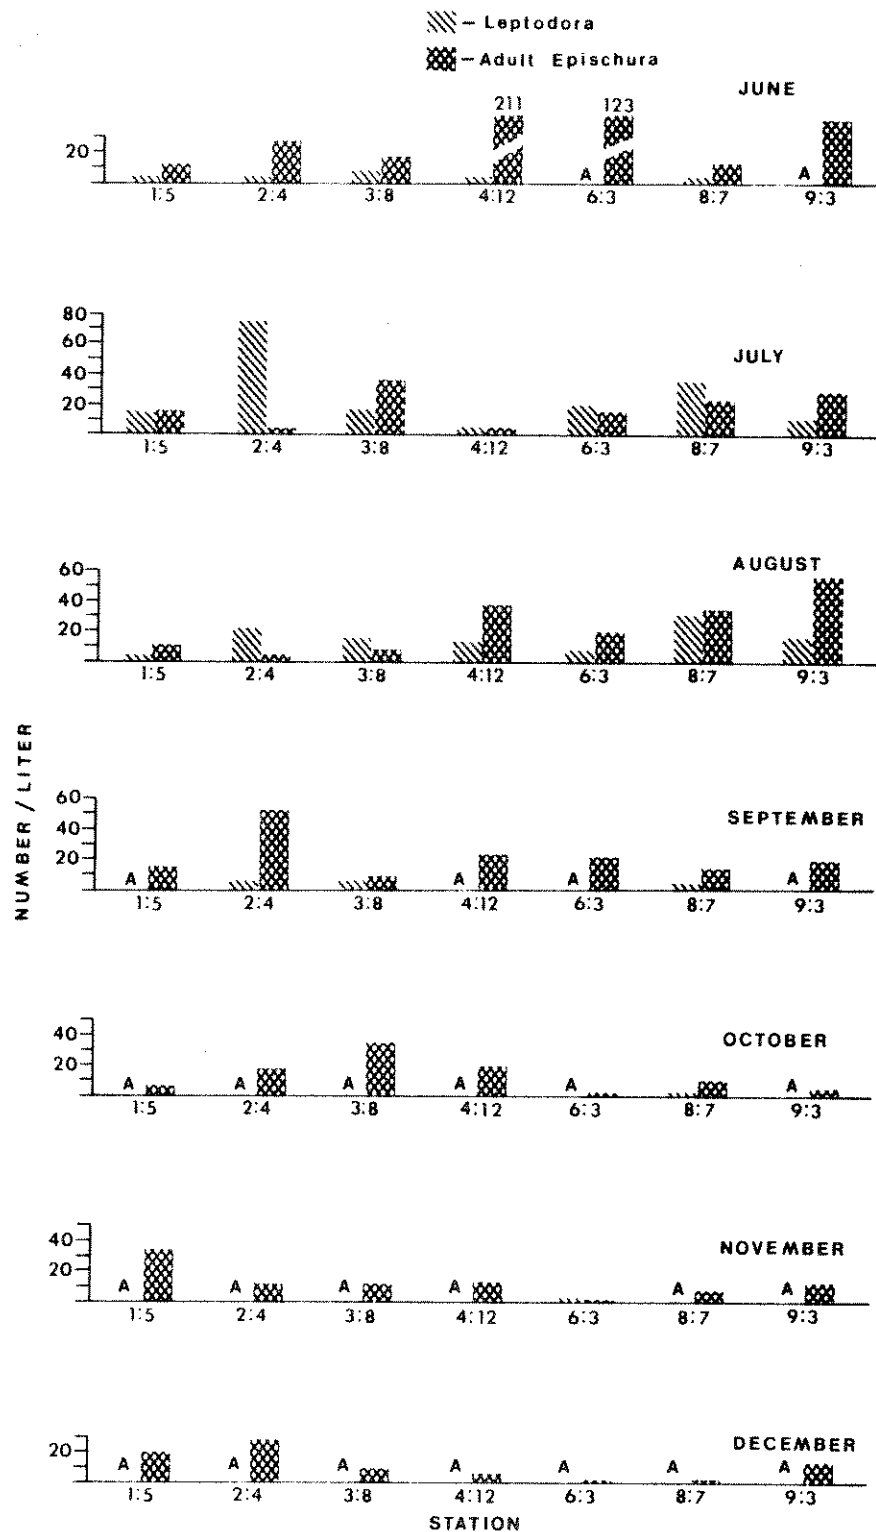 – Leptodora
– Adult Epischura
JUNE
211 123
20
A A
1:5 2:4 3:8 4:12 6:3 8:7 9:3
80
60
JULY
40
20
1:5 2:4 3:8 4:12 6:3 8:7 9:3
60
AUGUST
40
20
1:5 2:4 3:8 4:12 6:3 8:7 9:3
NUMBER / LITER
60
SEPTEMBER
40
20
A A A A
1:5 2:4 3:8 4:12 6:3 8:7 9:3
40
OCTOBER
20
A A A A A A
1:5 2:4 3:8 4:12 6:3 8:7 9:3
40
NOVEMBER
20
A A A A A A
1:5 2:4 3:8 4:12 6:3 8:7 9:3
DECEMBER
20
A A A A A A A
1:5 2:4 3:8 4:12 6:3 8:7 9:3
STATION